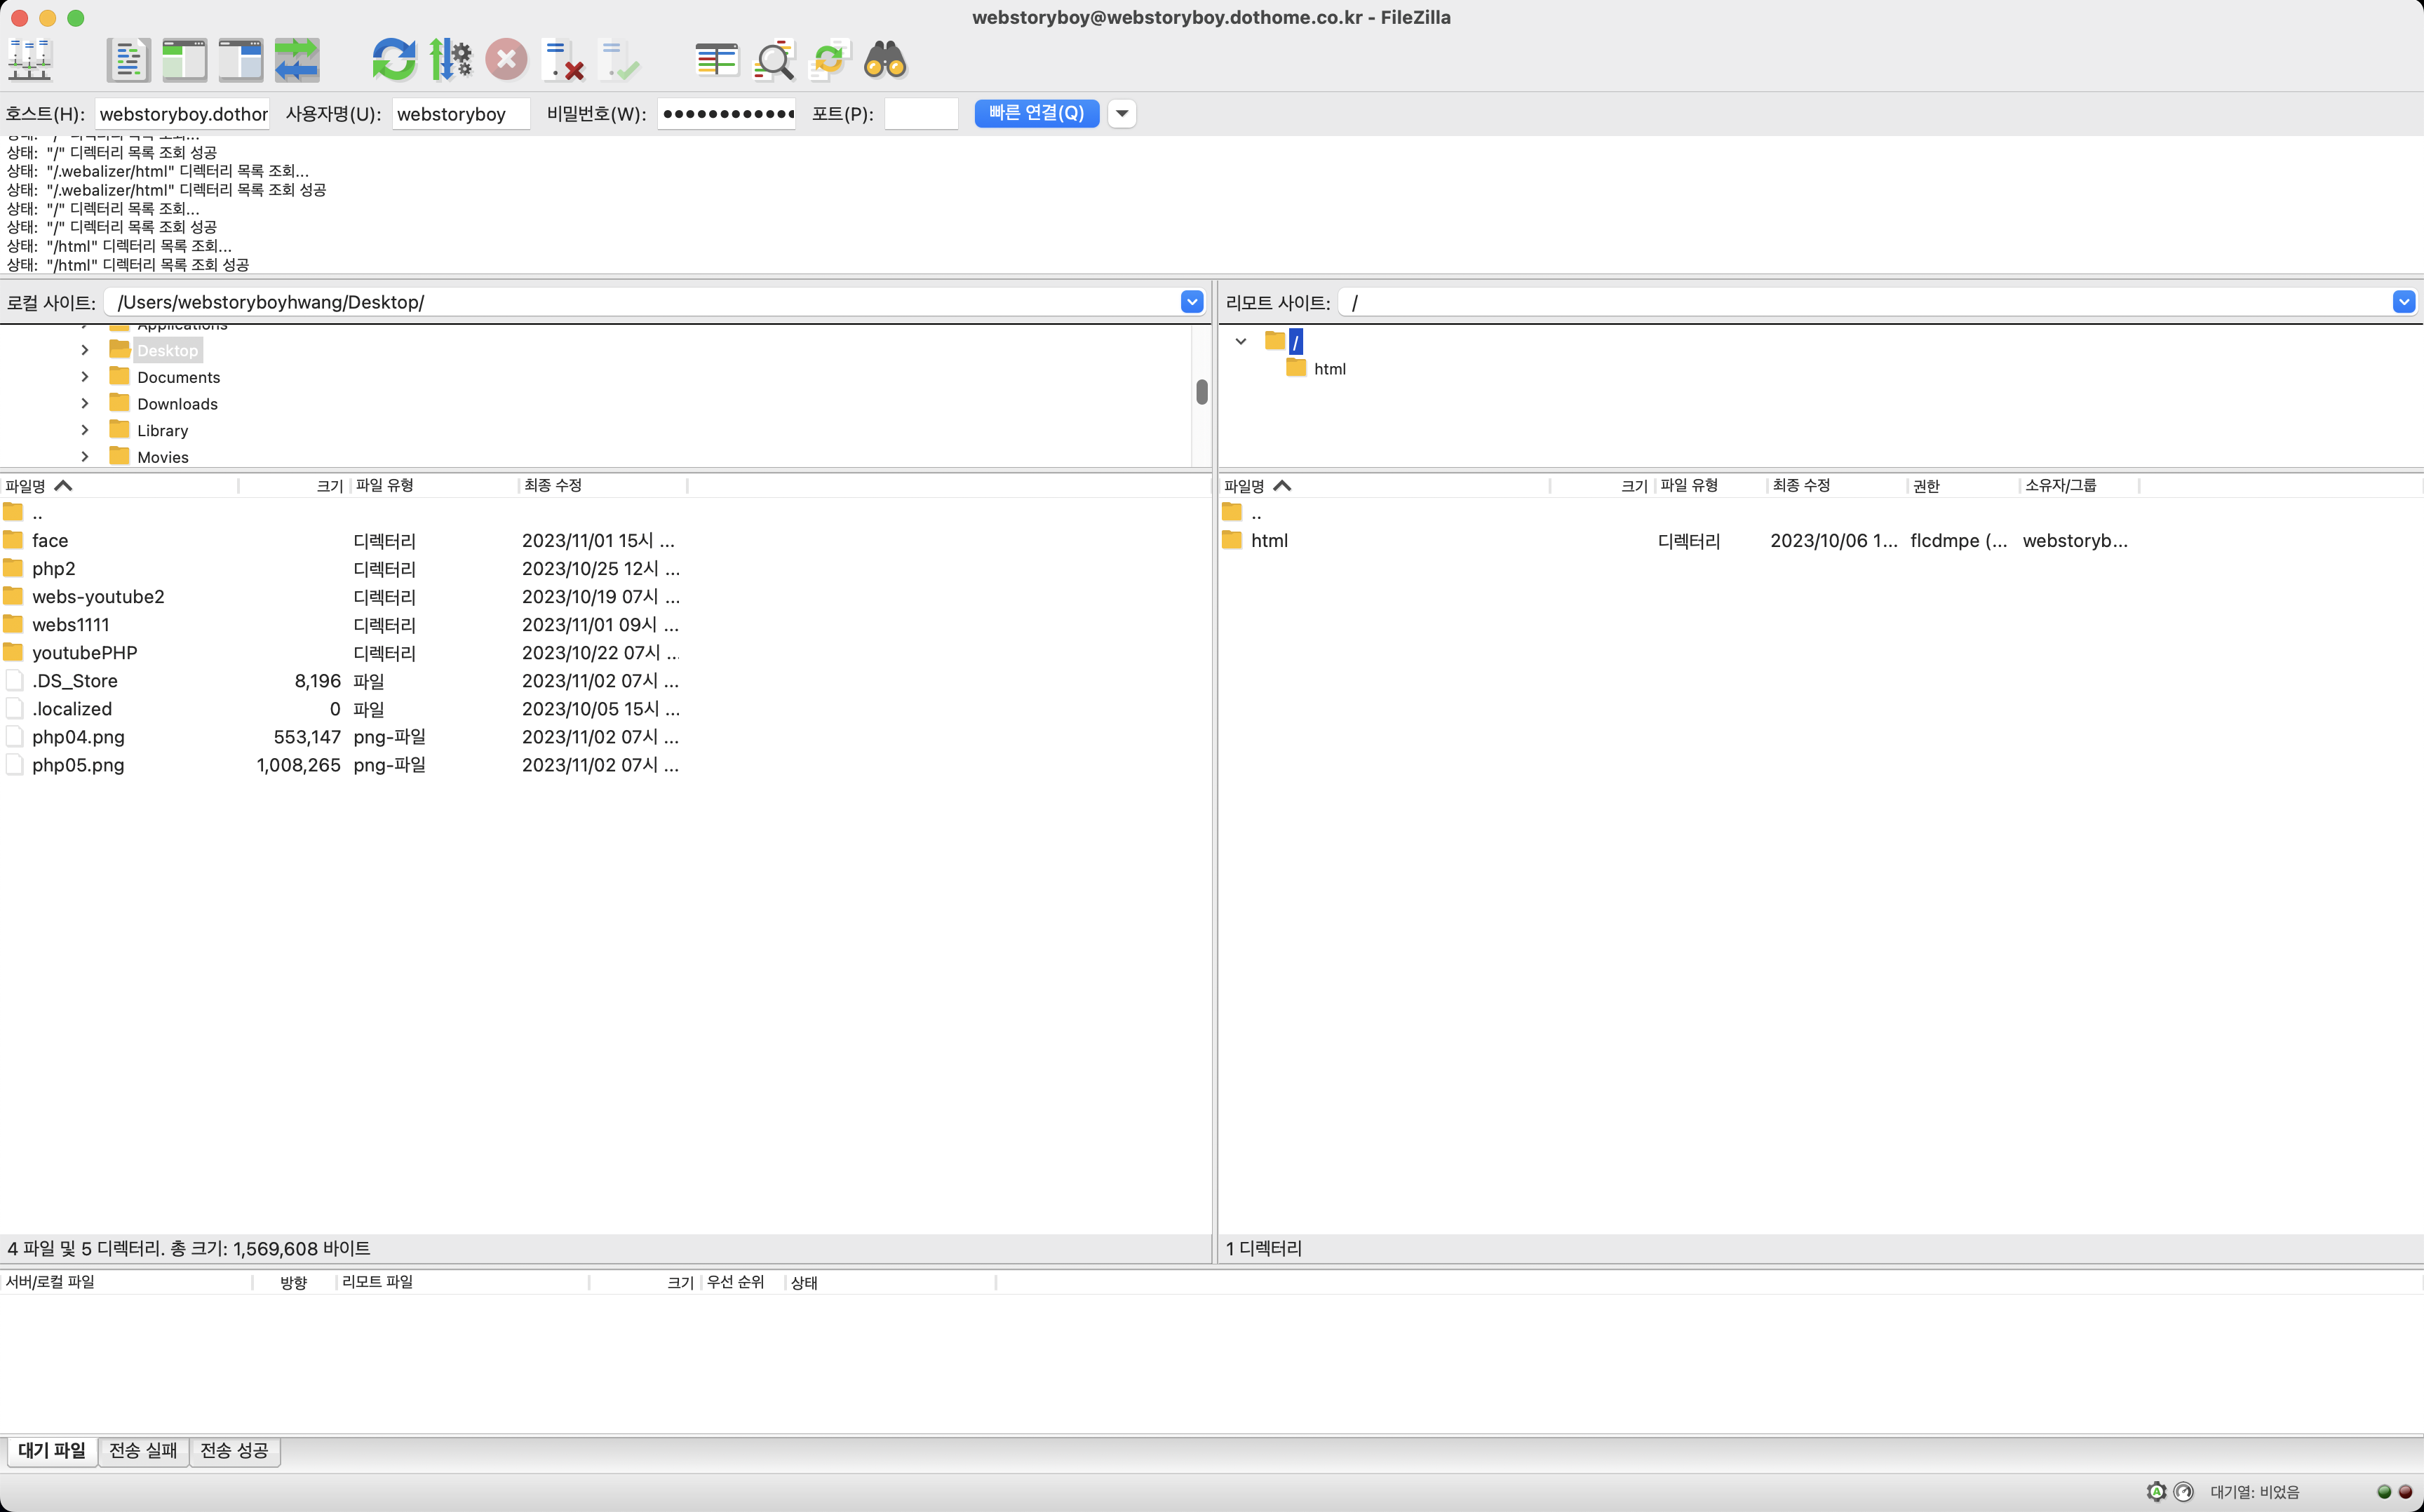 webstoryboy@webstoryboy.dothome.co.kr - FileZilla
호스트(H): webstoryboy.dothor 사용자명(U): webstoryboy 비밀번호(W): ●●●●●●●●●●●● 포트(P): 빠른 연결(Q)
상태: "/" 디렉터리 목록 조회...
상태: "/" 디렉터리 목록 조회 성공
상태: "/.webalizer/html" 디렉터리 목록 조회...
상태: "/.webalizer/html" 디렉터리 목록 조회 성공
상태: "/" 디렉터리 목록 조회...
상태: "/" 디렉터리 목록 조회 성공
상태: "/html" 디렉터리 목록 조회...
상태: "/html" 디렉터리 목록 조회 성공
로컬 사이트: /Users/webstoryboyhwang/Desktop/
Applications
Desktop
Documents
Downloads
Library
Movies
리모트 사이트: /
/
html
파일명 크기 파일 유형 최종 수정
..
face 디렉터리 2023/11/01 15시 ...
php2 디렉터리 2023/10/25 12시 ...
webs-youtube2 디렉터리 2023/10/19 07시 ...
webs1111 디렉터리 2023/11/01 09시 ...
youtubePHP 디렉터리 2023/10/22 07시 ...
.DS_Store 8,196 파일 2023/11/02 07시 ...
.localized 0 파일 2023/10/05 15시 ...
php04.png 553,147 png-파일 2023/11/02 07시 ...
php05.png 1,008,265 png-파일 2023/11/02 07시 ...
4 파일 및 5 디렉터리. 총 크기: 1,569,608 바이트
파일명 크기 파일 유형 최종 수정 권한 소유자/그룹
..
html 디렉터리 2023/10/06 1... flcdmpe (... webstoryb...
1 디렉터리
서버/로컬 파일 방향 리모트 파일 크기 우선 순위 상태
대기 파일 전송 실패 전송 성공
대기열: 비었음